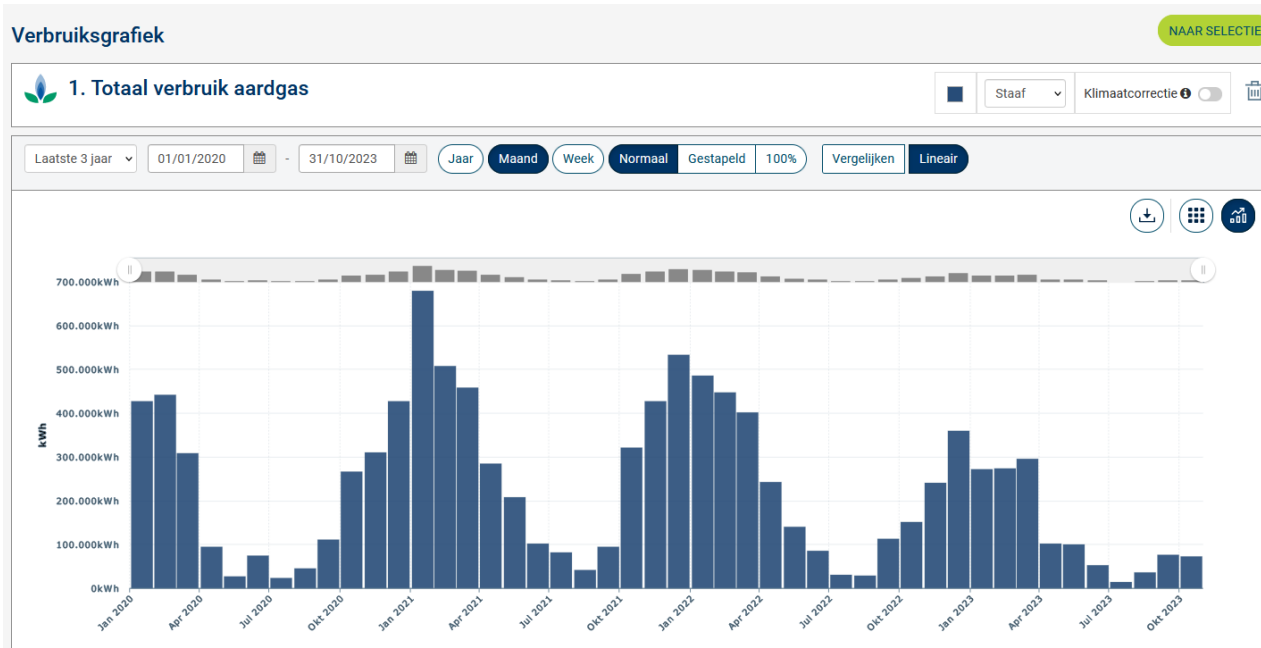 Verbruiksgrafiek
NAAR SELECTIE
1. Totaal verbruik aardgas
Staaf
Klimaatcorrectie
Laatste 3 jaar
01/01/2020
-
31/10/2023
Jaar
Maand
Week
Normaal
Gestapeld
100%
Vergelijken
Lineair
700.000kWh
600.000kWh
500.000kWh
400.000kWh
300.000kWh
200.000kWh
100.000kWh
0kWh
kWh
Jan 2020
Apr 2020
Jul 2020
Okt 2020
Jan 2021
Apr 2021
Jul 2021
Okt 2021
Jan 2022
Apr 2022
Jul 2022
Okt 2022
Jan 2023
Apr 2023
Jul 2023
Okt 2023